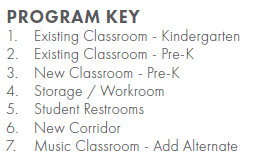 PROGRAM KEY
1. Existing Classroom - Kindergarten
2. Existing Classroom - Pre-K
3. New Classroom - Pre-K
4. Storage / Workroom
5. Student Restrooms
6. New Corridor
7. Music Classroom - Add Alternate